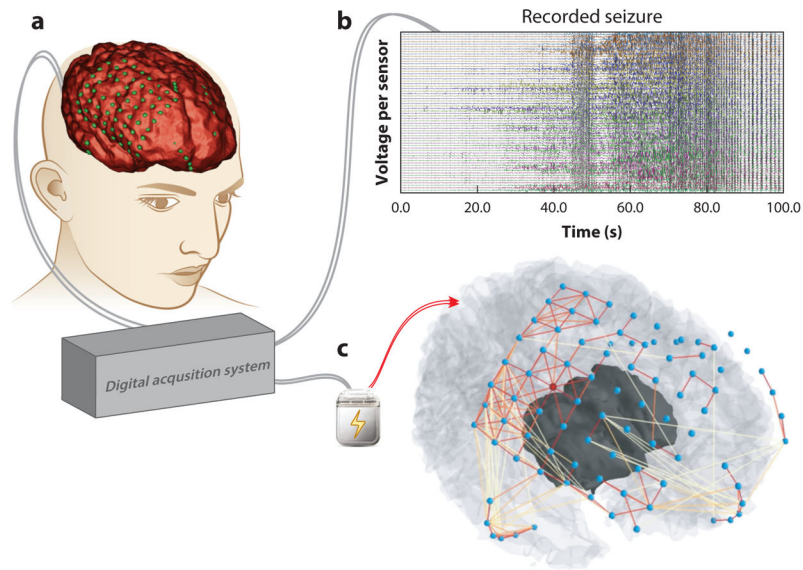 a
b
Recorded seizure
Voltage per sensor
0.0 20.0 40.0 60.0 80.0 100.0
Time (s)
c
Digital acqusition system